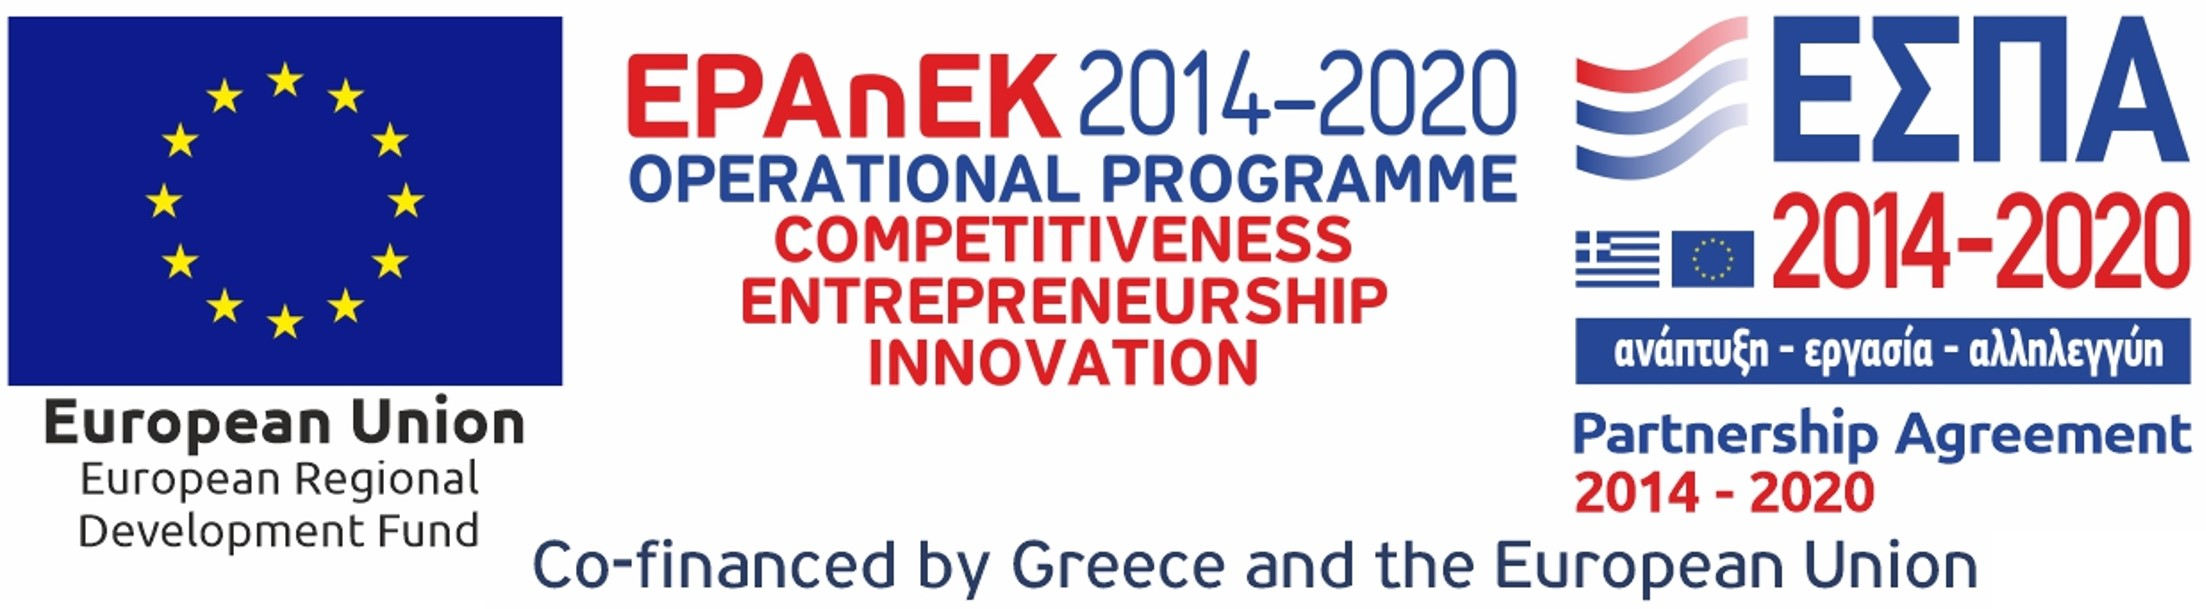 European Union
European Regional
Development Fund
EPAnEK 2014–2020
OPERATIONAL PROGRAMME
COMPETITIVENESS
ENTREPRENEURSHIP
INNOVATION
ΕΣΠΑ
2014-2020
ανάπτυξη - εργασία - αλληλεγγύη
Partnership Agreement
2014 - 2020
Co-financed by Greece and the European Union